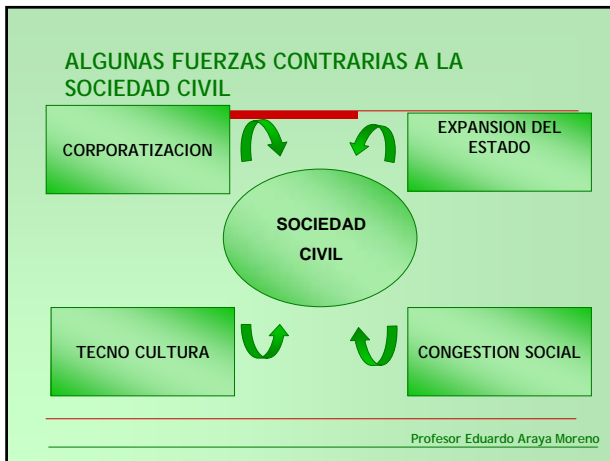 ALGUNAS FUERZAS CONTRARIAS A LA
SOCIEDAD CIVIL
CORPORATIZACION
EXPANSION DEL
ESTADO
SOCIEDAD
CIVIL
TECNO CULTURA
CONGESTION SOCIAL
Profesor Eduardo Araya Moreno